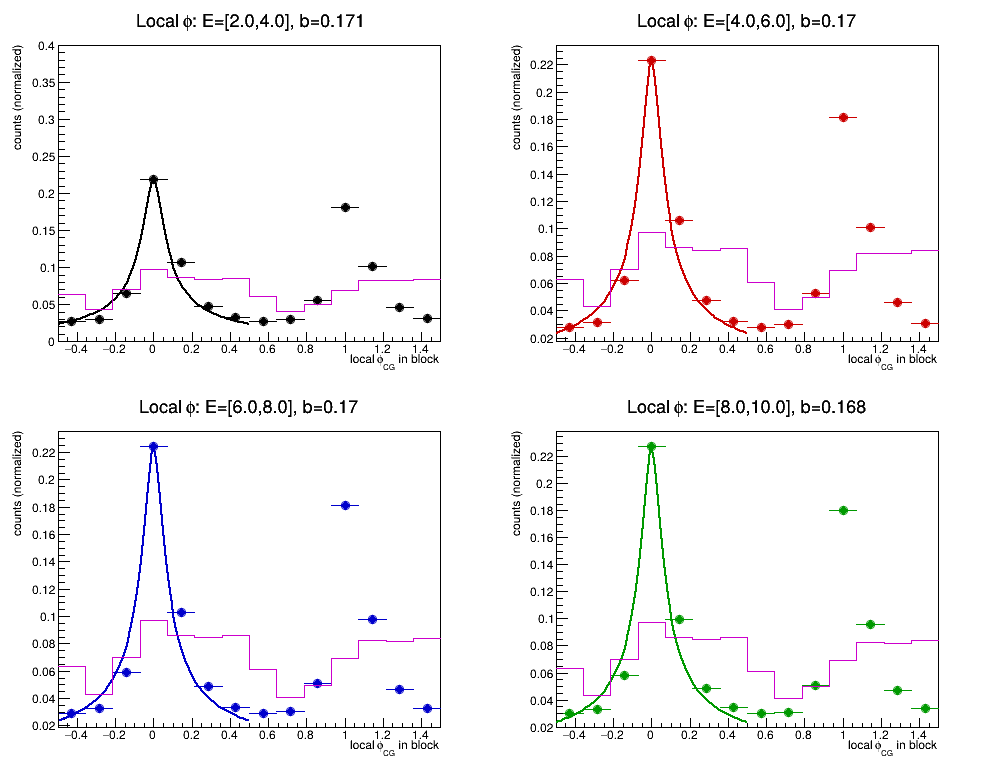 Local ϕ: E=[2.0,4.0], b=0.171
counts (normalized)
0.4
0.35
0.3
0.25
0.2
0.15
0.1
0.05
0
−0.4 −0.2 0 0.2 0.4 0.6 0.8 1 1.2 1.4
local ϕCG in block
Local ϕ: E=[4.0,6.0], b=0.17
counts (normalized)
0.22
0.2
0.18
0.16
0.14
0.12
0.1
0.08
0.06
0.04
0.02
−0.4 −0.2 0 0.2 0.4 0.6 0.8 1 1.2 1.4
local ϕCG in block
Local ϕ: E=[6.0,8.0], b=0.17
counts (normalized)
0.22
0.2
0.18
0.16
0.14
0.12
0.1
0.08
0.06
0.04
0.02
−0.4 −0.2 0 0.2 0.4 0.6 0.8 1 1.2 1.4
local ϕCG in block
Local ϕ: E=[8.0,10.0], b=0.168
counts (normalized)
0.22
0.2
0.18
0.16
0.14
0.12
0.1
0.08
0.06
0.04
0.02
−0.4 −0.2 0 0.2 0.4 0.6 0.8 1 1.2 1.4
local ϕCG in block